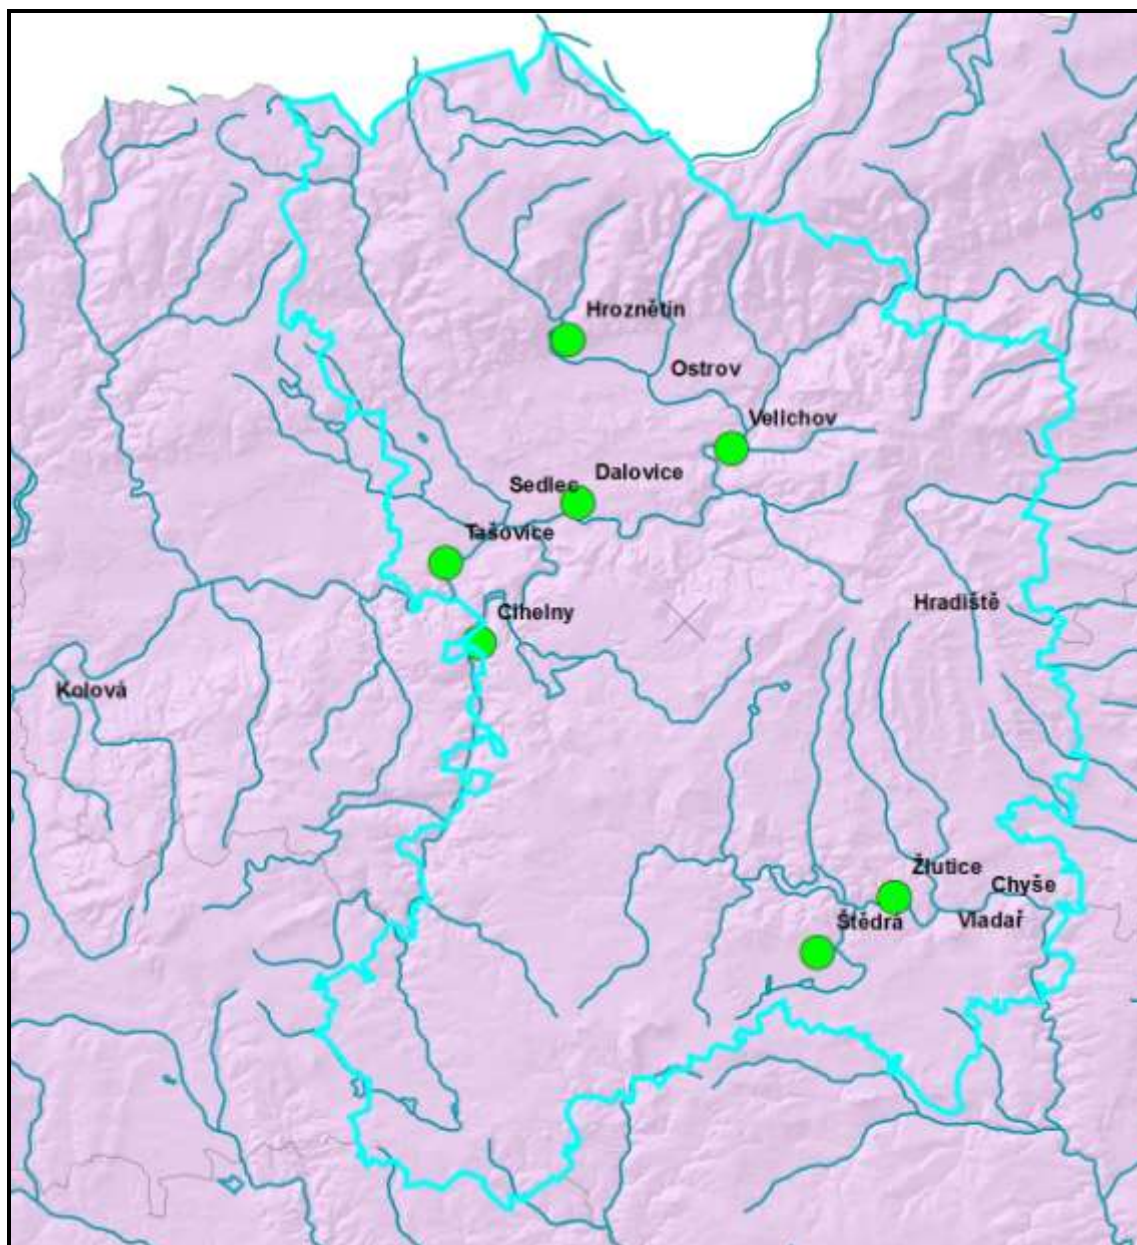 Hroznětín
Ostrov
Velichov
Dalovice
Sedlec
Tašovice
Hradiště
Cihelny
Kolová
Žlutice
Chyše
Štědrá
Vladař